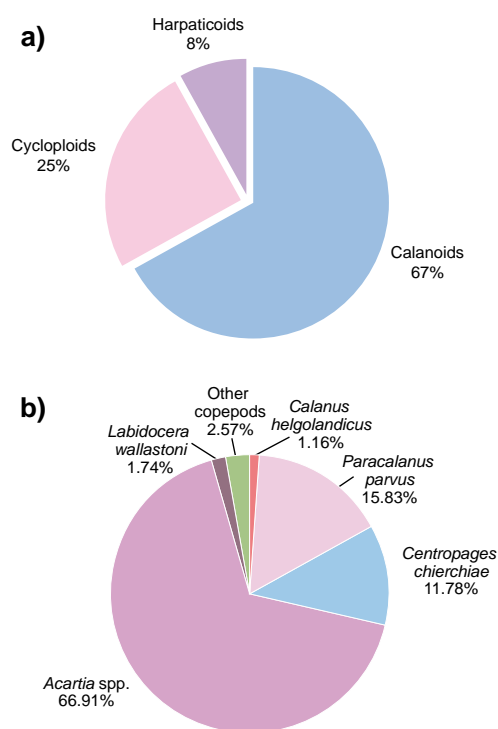 a)
Harpaticoids
8%
Cycloploids
25%
Calanoids
67%
b)
Other
copepods
2.57%
Calanus
helgolandicus
1.16%
Labidocera
wallastoni
1.74%
Paracalanus
parvus
15.83%
Centropages
chierchiae
11.78%
Acartia spp.
66.91%